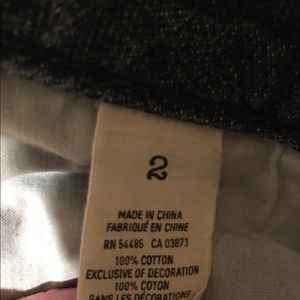 2
MADE IN CHINA
FABRIQUÉ EN CHINE
RN 54485 CA 03873
100% COTTON
EXCLUSIVE OF DECORATION
100% COTON
SANS LES DÉCORATIONS